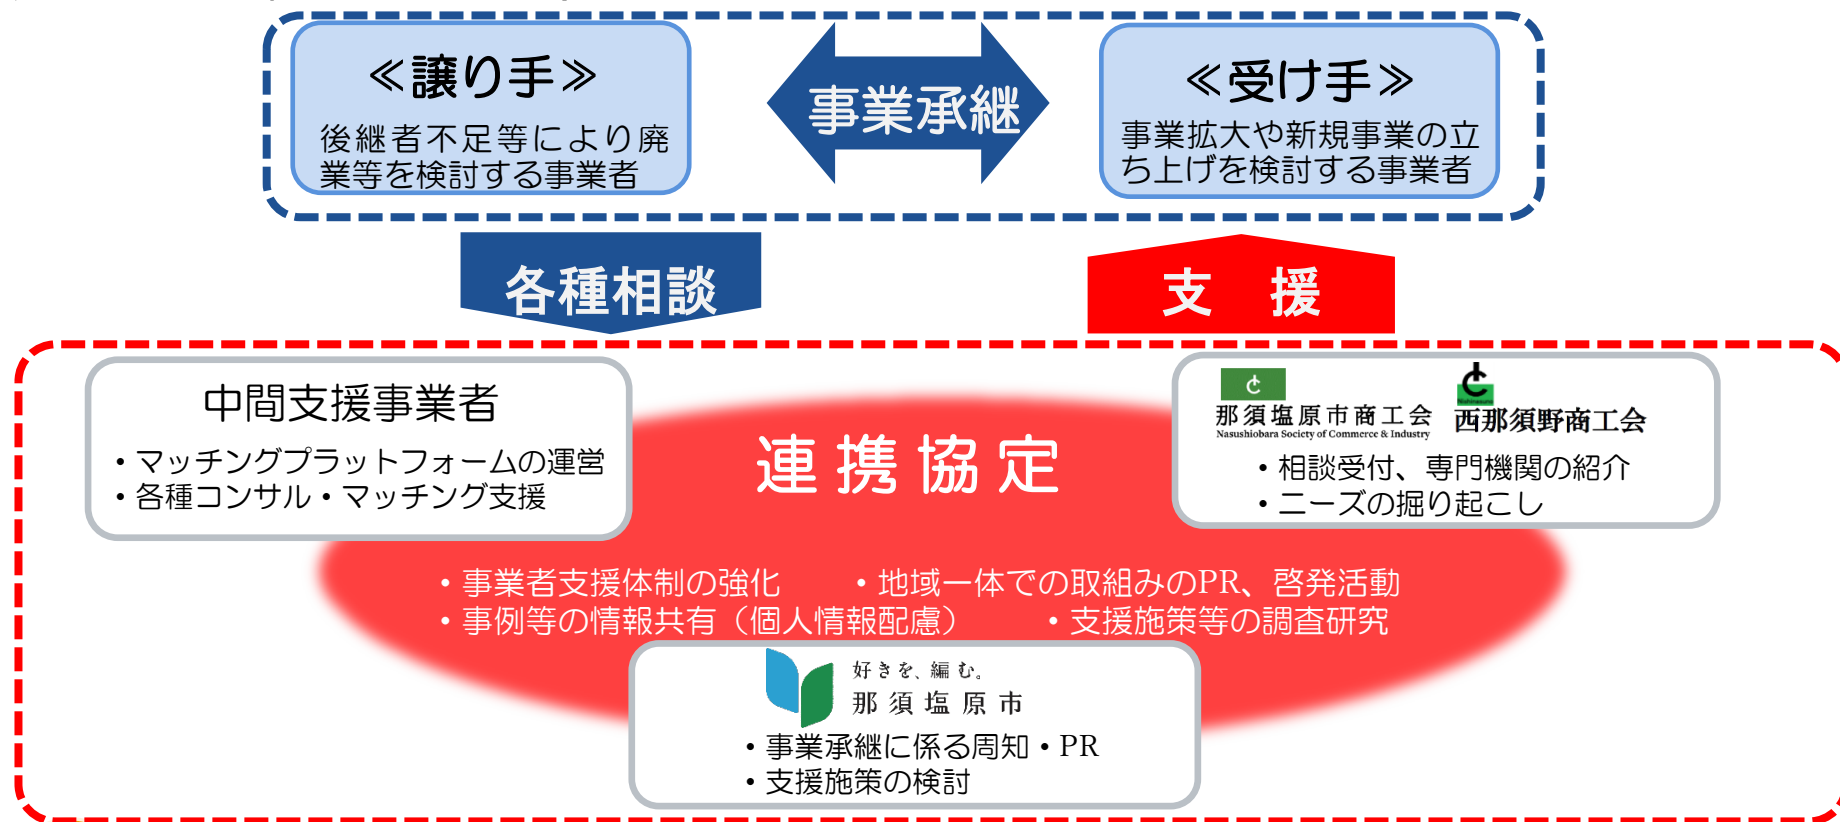 ≪譲り手≫
後継者不足等により廃
業等を検討する事業者
事業承継
≪受け手≫
事業拡大や新規事業の立
ち上げを検討する事業者
各種相談
支 援
中間支援事業者
・マッチングプラットフォームの運営
・各種コンサル・マッチング支援
連携協定
那須塩原市商工会
Nasushiobara Society of Commerce & Industry
Nishinasuno
西那須野商工会
・相談受付、専門機関の紹介
・ニーズの掘り起こし
・事業者支援体制の強化 ・地域一体での取組みのPR、啓発活動
・事例等の情報共有（個人情報配慮） ・支援施策等の調査研究
好きを、編む。
那須塩原市
・事業承継に係る周知・PR
・支援施策の検討